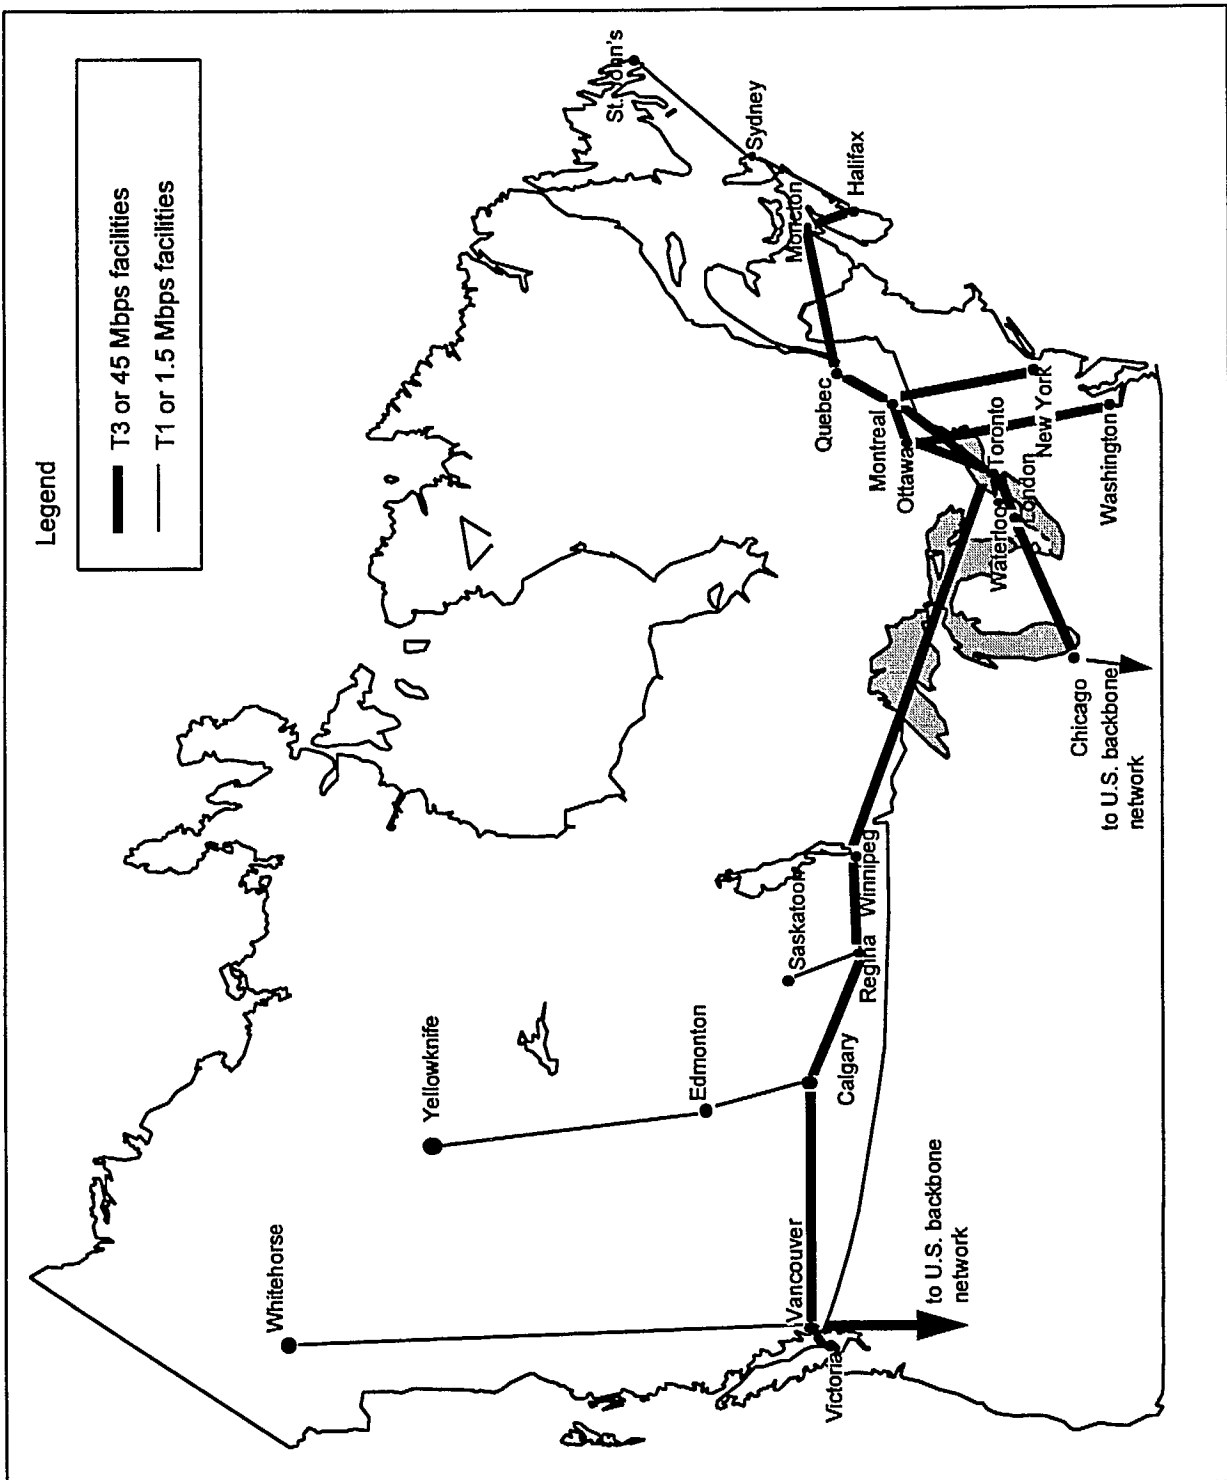 Legend
T3 or 45 Mbps facilities
T1 or 1.5 Mbps facilities
Whitehorse
Yellowknife
Edmonton
Vancouver
Victoria
Calgary
Saskatoon
Regina
Winnipeg
to U.S. backbone
network
Chicago
to U.S. backbone
network
Waterloo
London
Toronto
Ottawa
Montreal
Quebec
New York
Washington
Moncton
Halifax
Sydney
St. John's